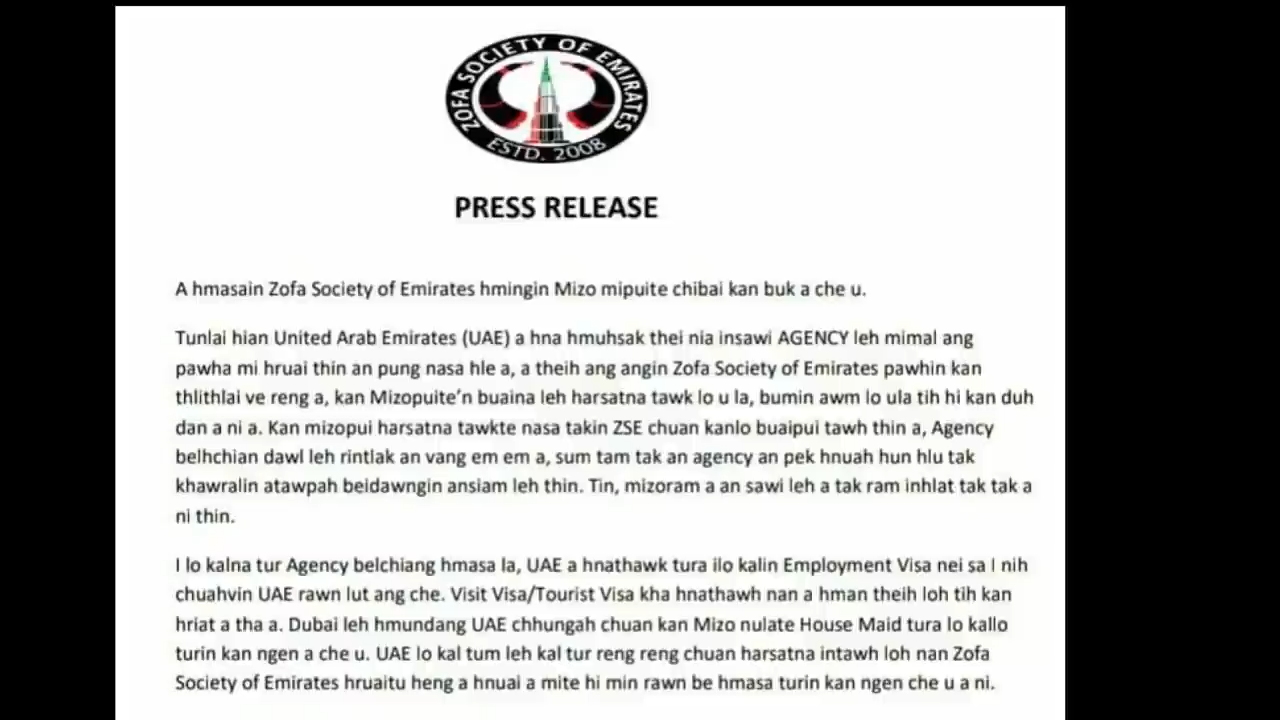 ZOFA SOCIETY OF EMIRATES
ESTD. 2008
PRESS RELEASE
A hmasain Zofa Society of Emirates hmingin Mizo mipuite chibai kan buk a che u.
Tunlai hian United Arab Emirates (UAE) a hna hmuhsak thei nia insawi AGENCY leh mimal ang
pawha mi hruai thin an pung nasa hle a, a theih ang angin Zofa Society of Emirates pawhin kan
thlithlai ve reng a, kan Mizopuite’n buaina leh harsatna tawk lo u la, bumin awm lo ula tih hi kan duh
dan a ni a. Kan mizopui harsatna tawkte nasa takin ZSE chuan kanlo buaipui tawh thin a, Agency
belhchian dawl leh rintlak an vang em em a, sum tam tak an agency an pek hnuah hun hlu tak
khawralin atawpah beidawngin ansiam leh thin. Tin, mizoram a an sawi leh a tak ram inhlat tak tak a
ni thin.
I lo kalna tur Agency belchiang hmasa la, UAE a hnathawk tura ilo kalin Employment Visa nei sa I nih
chuahvin UAE rawn lut ang che. Visit Visa/Tourist Visa kha hnathawh nan a hman theih loh tih kan
hriat a tha a. Dubai leh hmundang UAE chhungah chuan kan Mizo nulate House Maid tura lo kallo
turin kan ngen a che u. UAE lo kal tum leh kal tur reng reng chuan harsatna intawh loh nan Zofa
Society of Emirates hruaitu heng a hnuai a mite hi min rawn be hmasa turin kan ngen che u a ni.